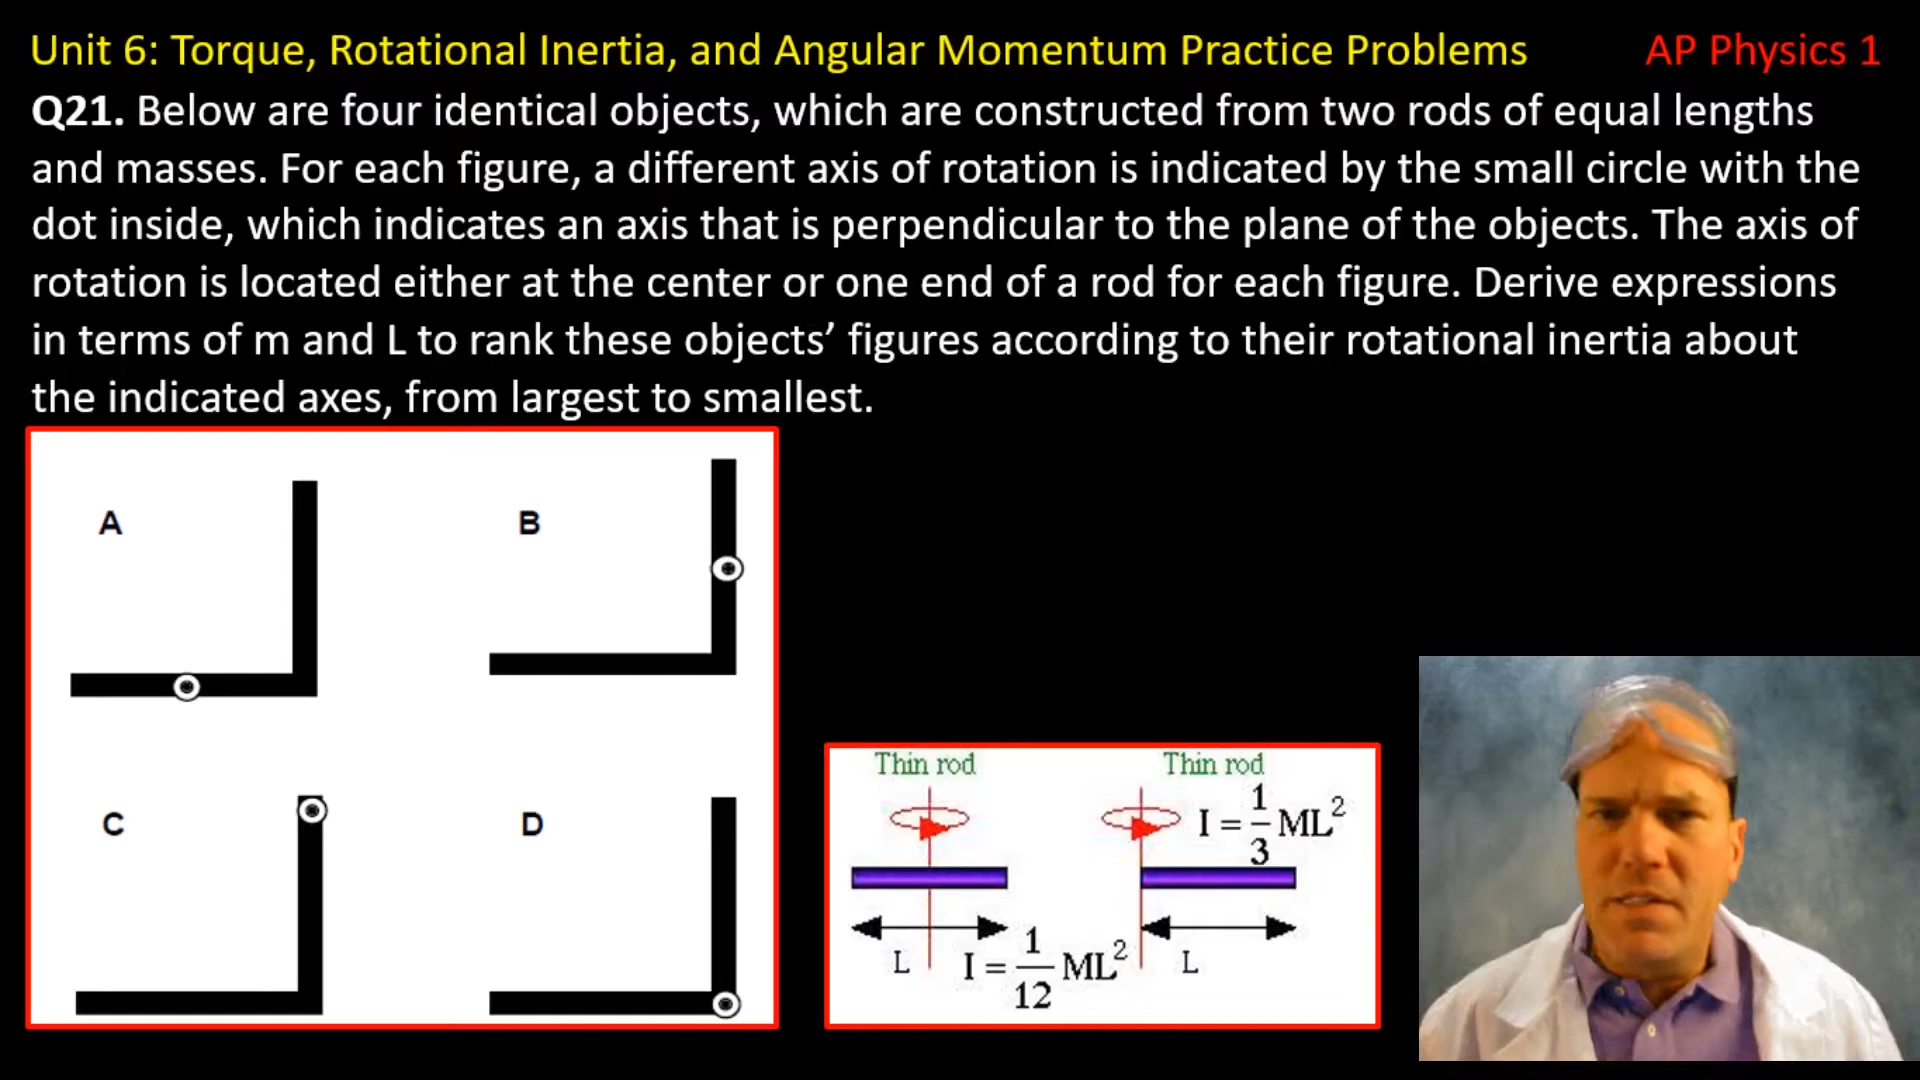 Unit 6: Torque, Rotational Inertia, and Angular Momentum Practice Problems AP Physics 1
Q21. Below are four identical objects, which are constructed from two rods of equal lengths
and masses. For each figure, a different axis of rotation is indicated by the small circle with the
dot inside, which indicates an axis that is perpendicular to the plane of the objects. The axis of
rotation is located either at the center or one end of a rod for each figure. Derive expressions
in terms of m and L to rank these objects’ figures according to their rotational inertia about
the indicated axes, from largest to smallest.
A
B
C
D
Thin rod
Thin rod
I = 1/3 ML²
L
I = 1/12 ML²
L